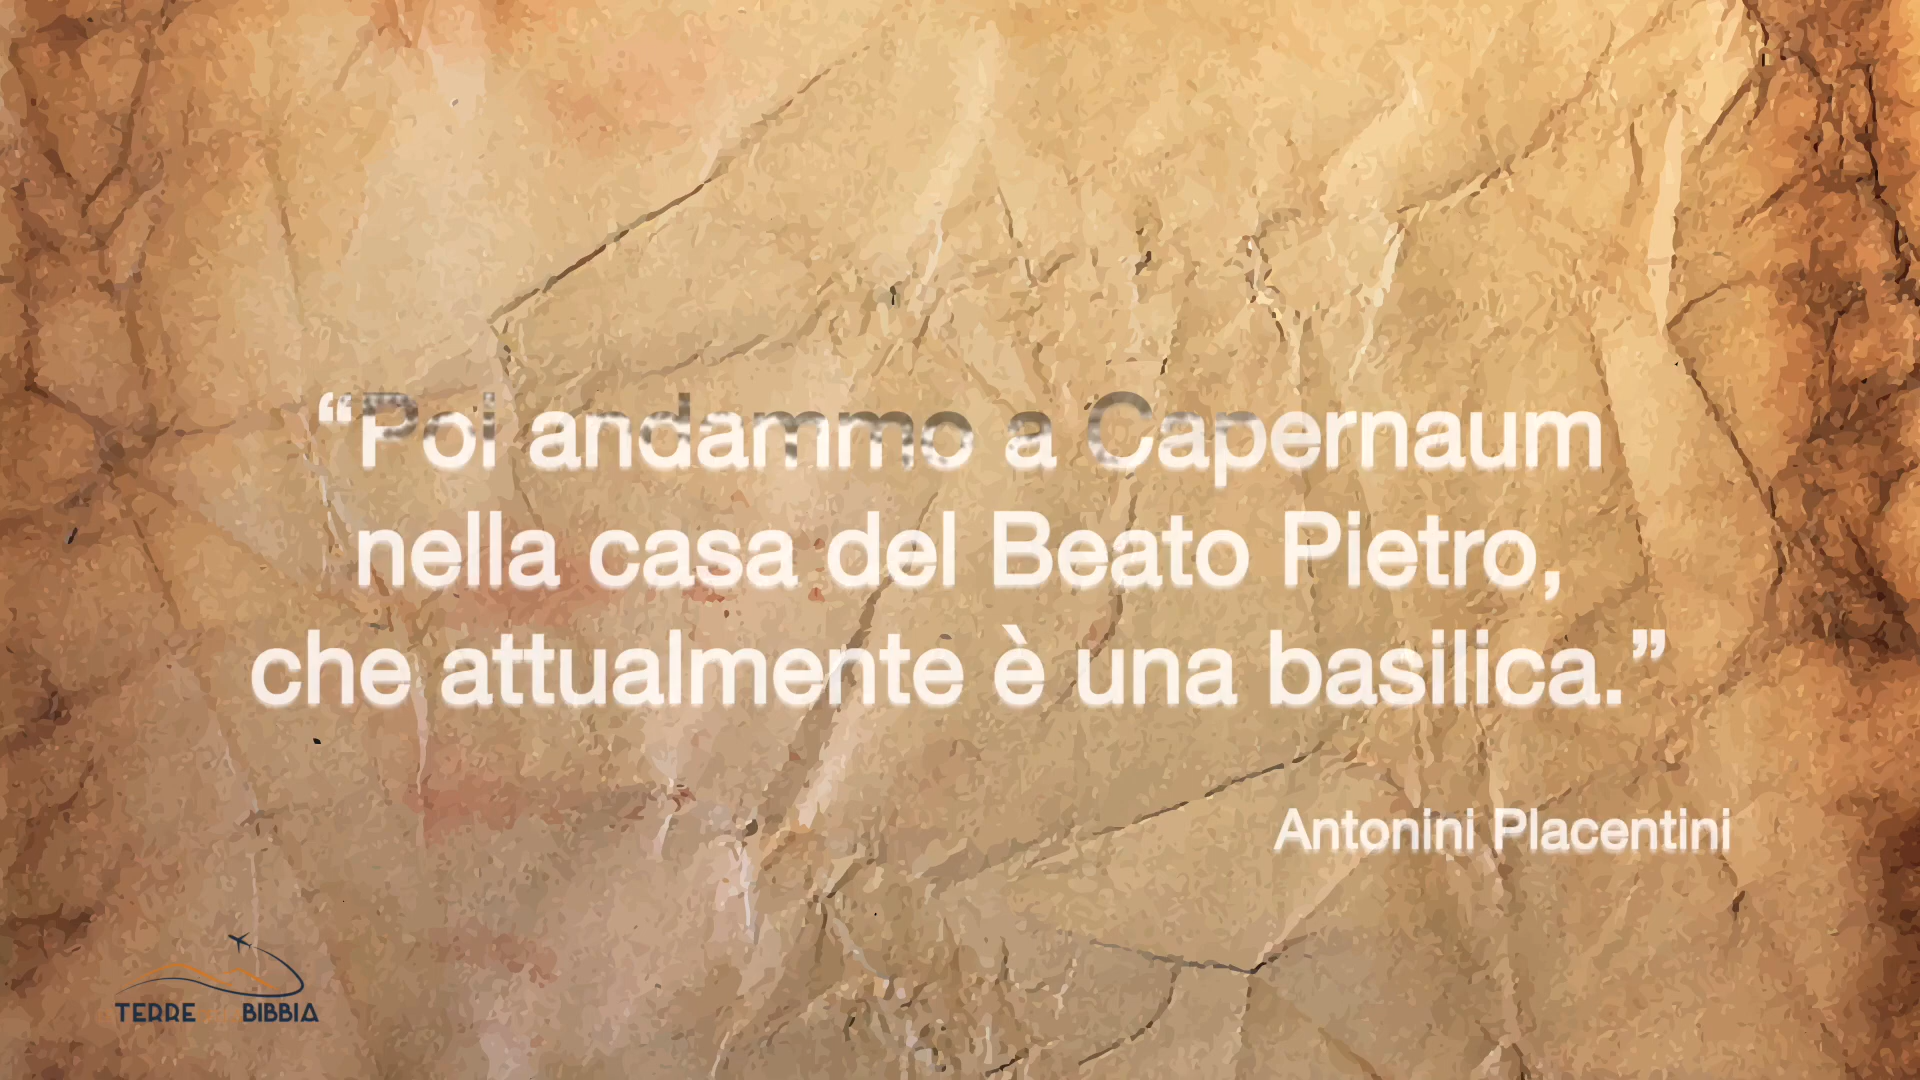 “Poi andammo a Capernaum
nella casa del Beato Pietro,
che attualmente è una basilica.”
Antonini Placentini
TERRE BIBBIA